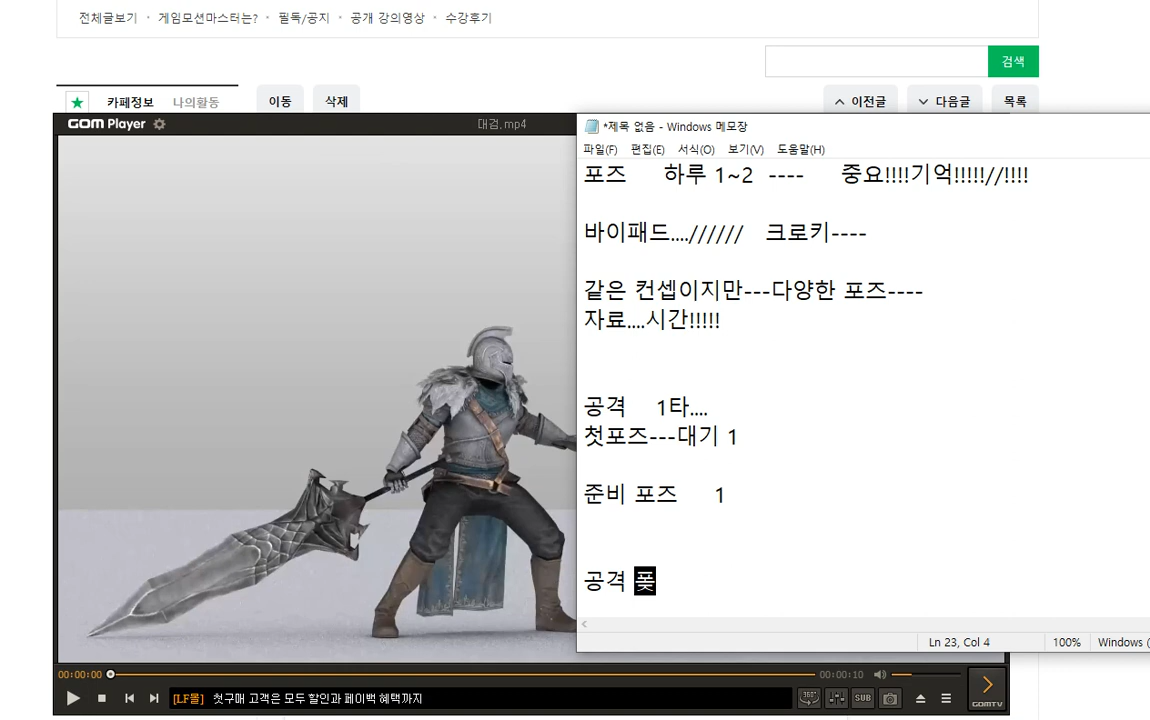 전체글보기 · 게임모션마스터는? · 필독/공지 · 공개 강의영상 · 수강후기
검색
카페정보 나의활동 이동 삭제 이전글 다음글 목록
GOM Player 대검.mp4
*제목 없음 - Windows 메모장
파일(F) 편집(E) 서식(O) 보기(V) 도움말(H)
포즈 하루 1~2 ---- 중요!!!!기억!!!!!//!!!!
바이패드....////// 크로키----
같은 컨셉이지만---다양한 포즈----
자료....시간!!!!!
공격 1타....
첫포즈---대기 1
준비 포즈 1
공격 퐂
Ln 23, Col 4 100% Windows (
00:00:00 00:00:10
[LF몰] 첫구매 고객은 모두 할인과 페이백 혜택까지 360° SUB GOMTV